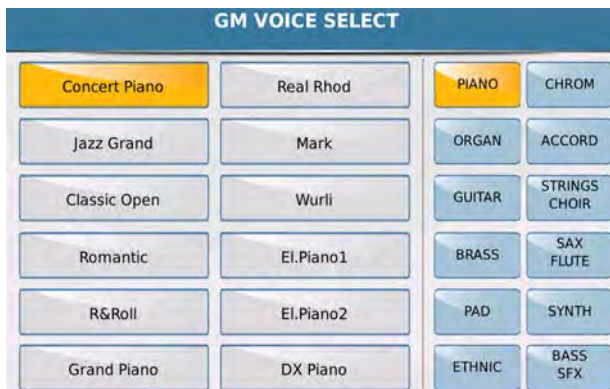 GM VOICE SELECT
Concert Piano
Real Rhod
PIANO
CHROM
Jazz Grand
Mark
ORGAN
ACCORD
Classic Open
Wurli
GUITAR
STRINGS
CHOIR
Romantic
El.Piano1
BRASS
SAX
FLUTE
R&Roll
El.Piano2
PAD
SYNTH
Grand Piano
DX Piano
ETHNIC
BASS
SFX